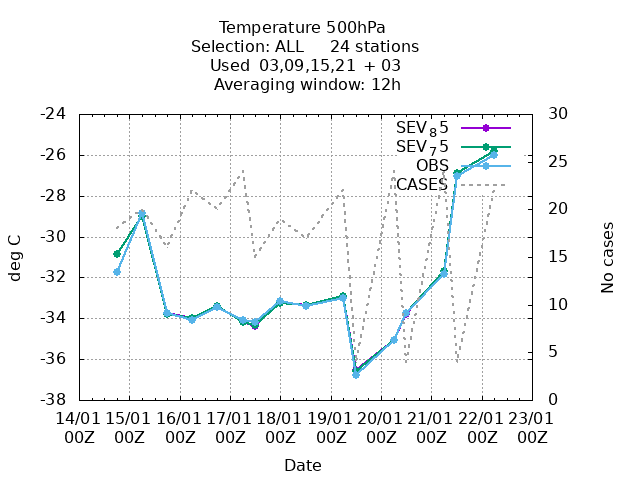 Temperature 500hPa
Selection: ALL     24 stations
Used  03,09,15,21 + 03
Averaging window: 12h
-24
-26
-28
-30
-32
-34
-36
-38
deg C
30
25
20
15
10
5
0
No cases
SEV₈5
SEV₇5
OBS
CASES
14/01 15/01 16/01 17/01 18/01 19/01 20/01 21/01 22/01 23/01
00Z 00Z 00Z 00Z 00Z 00Z 00Z 00Z 00Z 00Z
Date